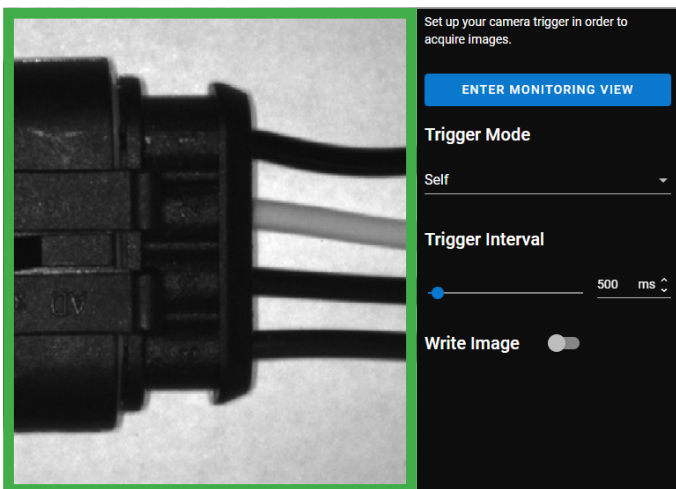 Set up your camera trigger in order to
acquire images.
ENTER MONITORING VIEW
Trigger Mode
Self
Trigger Interval
500 ms
Write Image